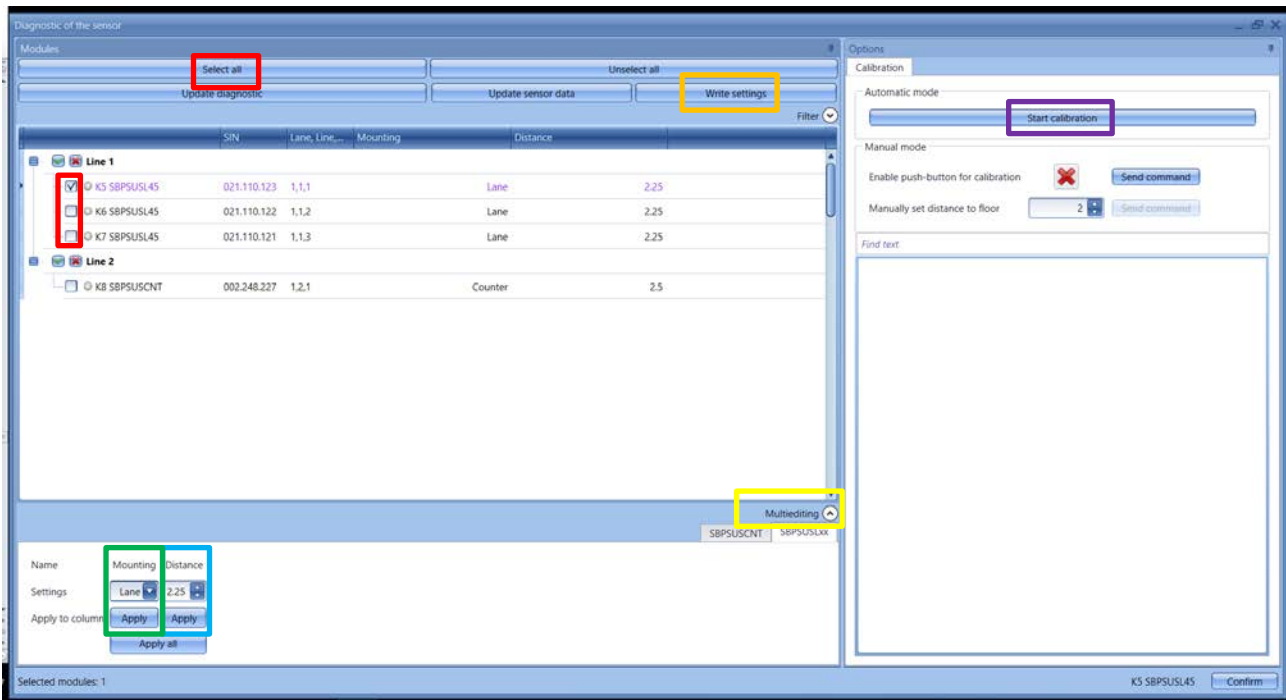 Diagnostic of the sensor
Modules
Select all
Unselect all
Update diagnostic
Update sensor data
Write settings
Filter
SIN Lane, Line,... Mounting Distance
Line 1
K5 SBPSUSL45 021.110.123 1,1,1 Lane 2.25
K6 SBPSUSL45 021.110.122 1,1,2 Lane 2.25
K7 SBPSUSL45 021.110.121 1,1,3 Lane 2.25
Line 2
K8 SBPSUSCNT 002.248.227 1,2,1 Counter 2.5
Multiediting
SBPSUSCNT SBPSUSLxx
Name Mounting Distance
Settings Lane 2.25
Apply to column Apply Apply
Apply all
Selected modules: 1
Options
Calibration
Automatic mode
Start calibration
Manual mode
Enable push-button for calibration Send command
Manually set distance to floor 2 Send command
Find text
K5 SBPSUSL45 Confirm